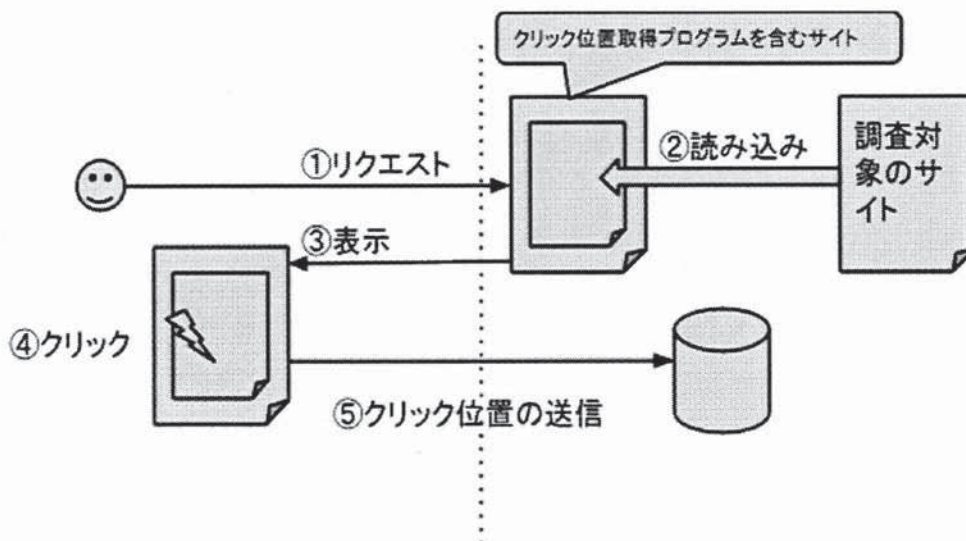 クリック位置取得プログラムを含むサイト
①リクエスト
②読み込み
調査対
象のサ
イト
③表示
④クリック
⑤クリック位置の送信